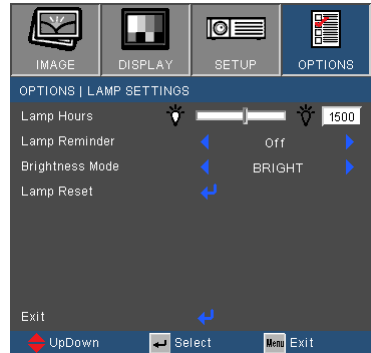 IMAGE DISPLAY SETUP OPTIONS
OPTIONS | LAMP SETTINGS
Lamp Hours 1500
Lamp Reminder Off
Brightness Mode BRIGHT
Lamp Reset
Exit
UpDown Select Menu Exit